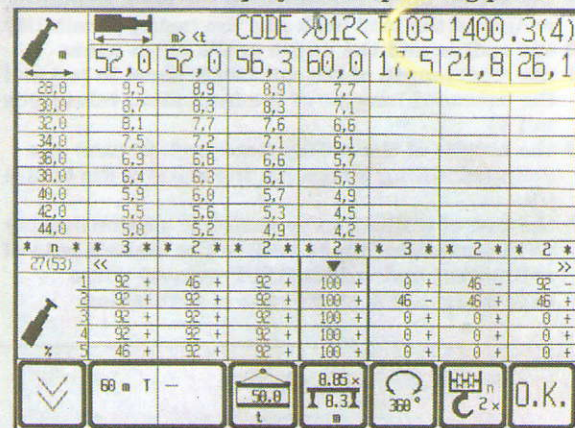 m> <t CODE >012< F103 1400.3(4)
m 52,0 52,0 56,3 60,0 17,5 21,8 26,1
28,0 9,5 8,9 8,9 7,7
30,0 8,7 8,3 8,3 7,1
32,0 8,1 7,7 7,6 6,6
34,0 7,5 7,2 7,1 6,1
36,0 6,9 6,8 6,6 5,7
38,0 6,4 6,3 6,1 5,3
40,0 5,9 6,0 5,7 4,9
42,0 5,5 5,6 5,3 4,5
44,0 5,0 5,2 4,9 4,2
* n * * 3 * * 2 * * 2 * * 2 * * 3 * * 2 * * 2 *
27(53) << >>
1 92 + 46 + 92 + 100 + 0 + 46 - 92 -
2 92 + 92 + 92 + 100 + 46 - 46 + 46 +
3 92 + 92 + 92 + 100 + 0 + 0 + 0 +
4 92 + 92 + 92 + 100 + 0 + 0 + 0 +
% 5 46 + 92 + 92 + 100 + 0 + 0 + 0 +
60 m T — 50,0 t 8.85 x 8.31 m 360° n 2 x O.K.